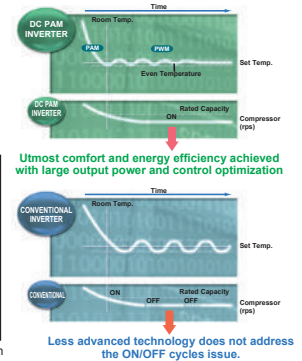 Time
DC PAM
INVERTER
Room Temp.
PAM
PWM
Even Temperature
Set Temp.
DC PAM
INVERTER
Rated Capacity
ON
Compressor
(rps)
Utmost comfort and energy efficiency achieved
with large output power and control optimization
Time
CONVENTIONAL
INVERTER
Room Temp.
Set Temp.
CONVENTIONAL
ON
Rated Capacity
OFF
OFF
Compressor
(rps)
Less advanced technology does not address
the ON/OFF cycles issue.